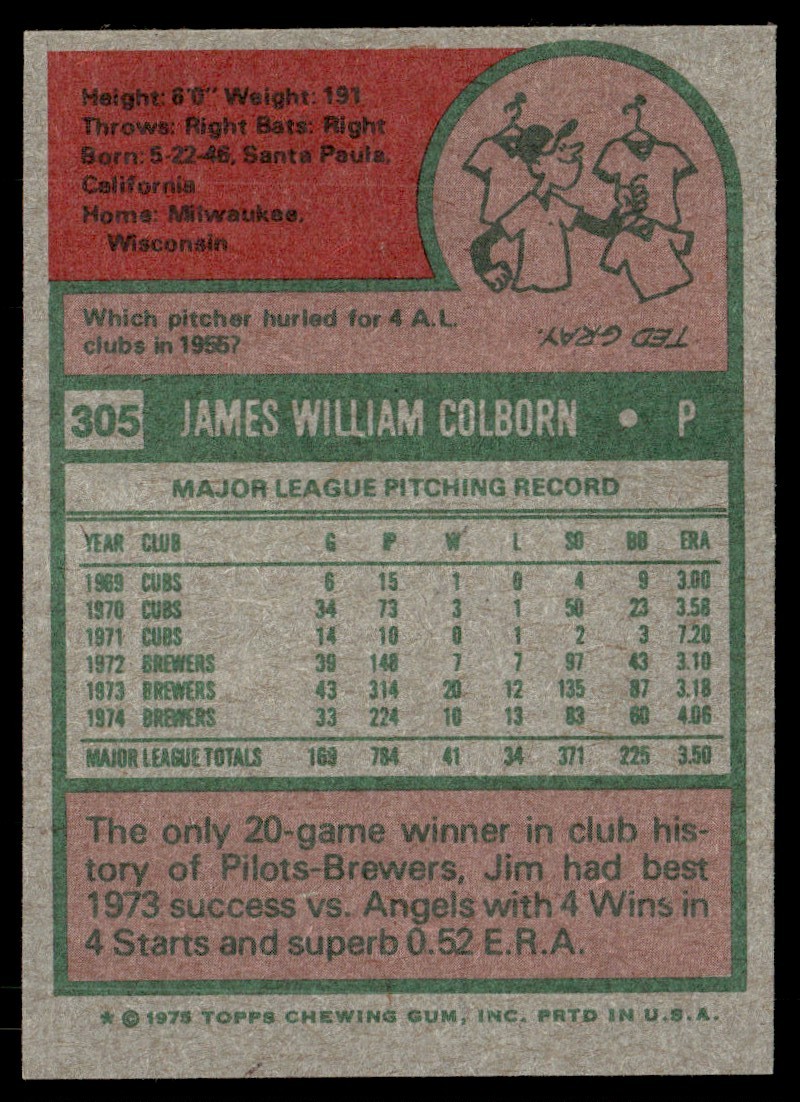 Height: 6'0" Weight: 191
Throws: Right Bats: Right
Born: 5-22-46, Santa Paula,
California
Home: Milwaukee,
Wisconsin
Which pitcher hurled for 4 A.L.
clubs in 1955?
TED GRAY.
305 JAMES WILLIAM COLBORN • P
MAJOR LEAGUE PITCHING RECORD
YEAR CLUB G IP W L SO BB ERA
1969 CUBS 6 15 1 0 4 9 3.00
1970 CUBS 34 73 3 1 50 23 3.58
1971 CUBS 14 10 0 1 2 3 7.20
1972 BREWERS 39 148 7 7 97 43 3.10
1973 BREWERS 43 314 20 12 135 87 3.18
1974 BREWERS 33 224 10 13 83 60 4.06
MAJOR LEAGUE TOTALS 169 784 41 34 371 225 3.50
The only 20-game winner in club his-
tory of Pilots-Brewers, Jim had best
1973 success vs. Angels with 4 Wins in
4 Starts and superb 0.52 E.R.A.
* © 1975 TOPPS CHEWING GUM, INC. PRTD IN U.S.A.